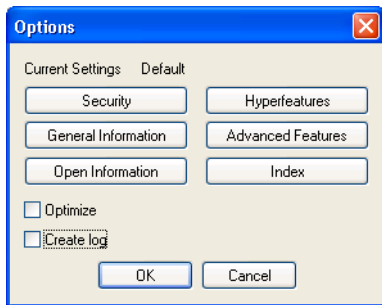 Options
Current Settings Default
Security Hyperfeatures
General Information Advanced Features
Open Information Index
Optimize
Create log
OK Cancel